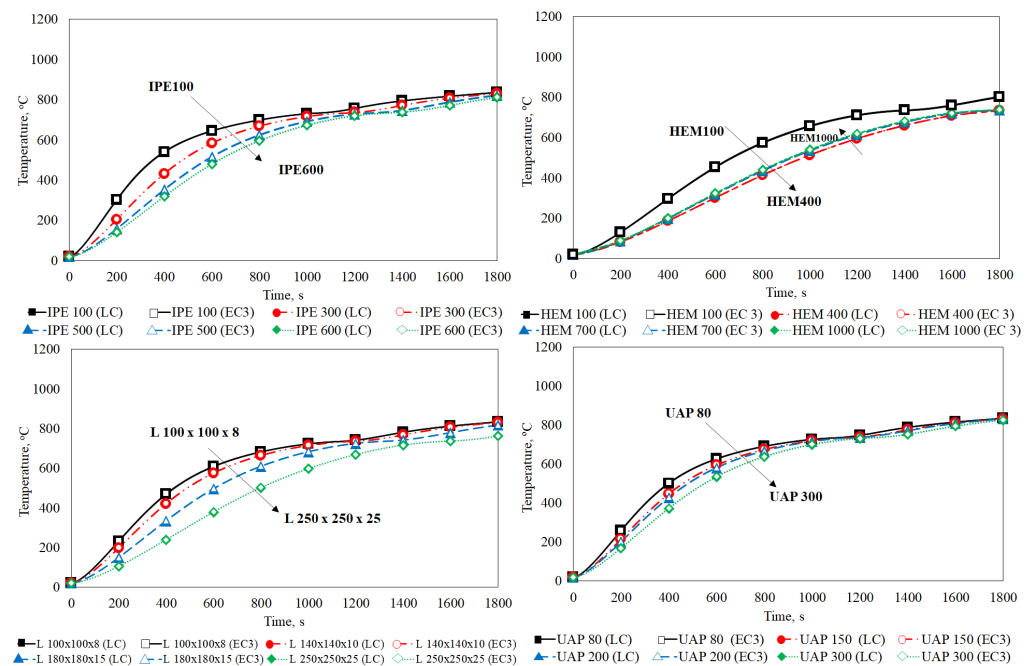 1200
1000
800
600
400
200
0
Temperature, °C
IPE100
IPE600
0 200 400 600 800 1000 1200 1400 1600 1800
Time, s
IPE 100 (LC) IPE 100 (EC3) IPE 300 (LC) IPE 300 (EC3)
IPE 500 (LC) IPE 500 (EC3) IPE 600 (LC) IPE 600 (EC3)
1200
1000
800
600
400
200
0
Temperature, °C
HEM100
HEM1000
HEM400
0 200 400 600 800 1000 1200 1400 1600 1800
Time, s
HEM 100 (LC) HEM 100 (EC 3) HEM 400 (LC) HEM 400 (EC 3)
HEM 700 (LC) HEM 700 (EC 3) HEM 1000 (LC) HEM 1000 (EC 3)
1200
1000
800
600
400
200
0
Temperature, °C
L 100 x 100 x 8
L 250 x 250 x 25
0 200 400 600 800 1000 1200 1400 1600 1800
Time, s
L 100x100x8 (LC) L 100x100x8 (EC3) L 140x140x10 (LC) L 140x140x10 (EC3)
L 180x180x15 (LC) L 180x180x15 (EC3) L 250x250x25 (LC) L 250x250x25 (EC3)
1200
1000
800
600
400
200
0
Temperature, °C
UAP 80
UAP 300
0 200 400 600 800 1000 1200 1400 1600 1800
Time, s
UAP 80 (LC) UAP 80 (EC3) UAP 150 (LC) UAP 150 (EC3)
UAP 200 (LC) UAP 200 (EC3) UAP 300 (LC) UAP 300 (EC3)